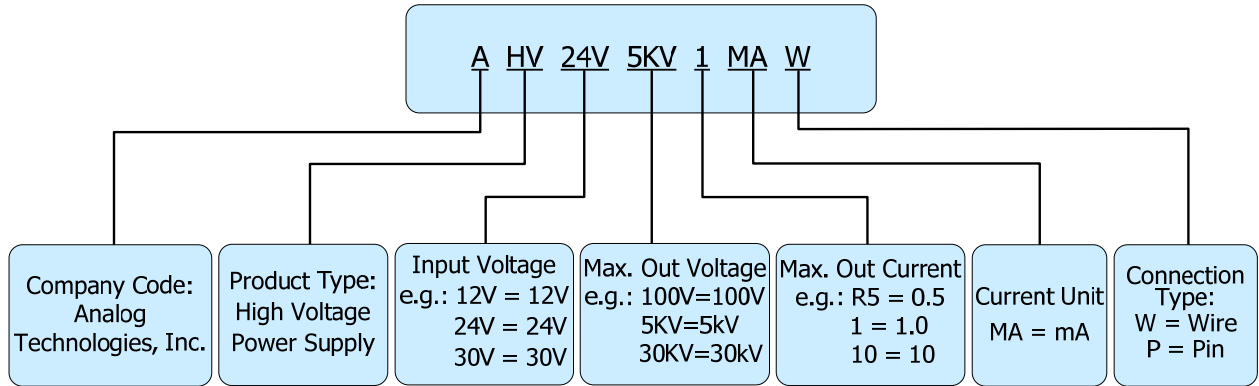 A HV 24V 5KV 1 MA W
Company Code:
Analog
Technologies, Inc.
Product Type:
High Voltage
Power Supply
Input Voltage
e.g.: 12V = 12V
24V = 24V
30V = 30V
Max. Out Voltage
e.g.: 100V=100V
5KV=5kV
30KV=30kV
Max. Out Current
e.g.: R5 = 0.5
1 = 1.0
10 = 10
Current Unit
MA = mA
Connection
Type:
W = Wire
P = Pin